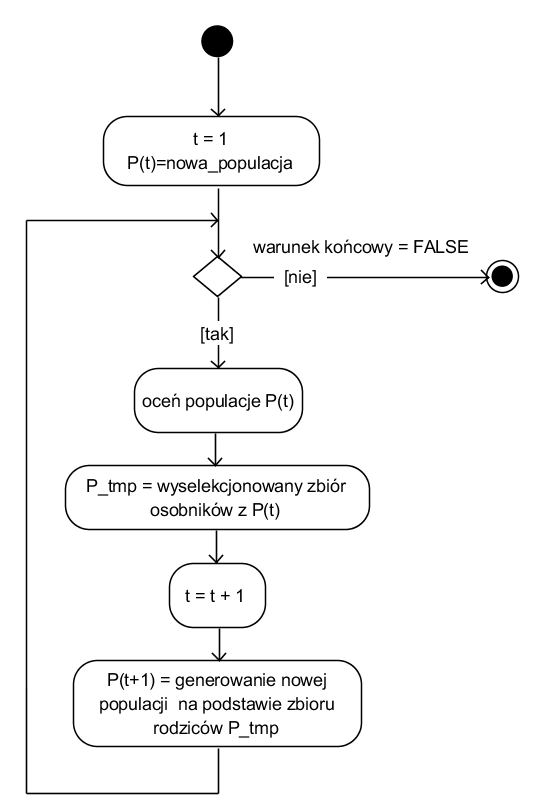 t = 1
P(t)=nowa_populacja
warunek końcowy = FALSE
[nie]
[tak]
oceń populacje P(t)
P_tmp = wyselekcjonowany zbiór
osobników z P(t)
t = t + 1
P(t+1) = generowanie nowej
populacji na podstawie zbioru
rodziców P_tmp